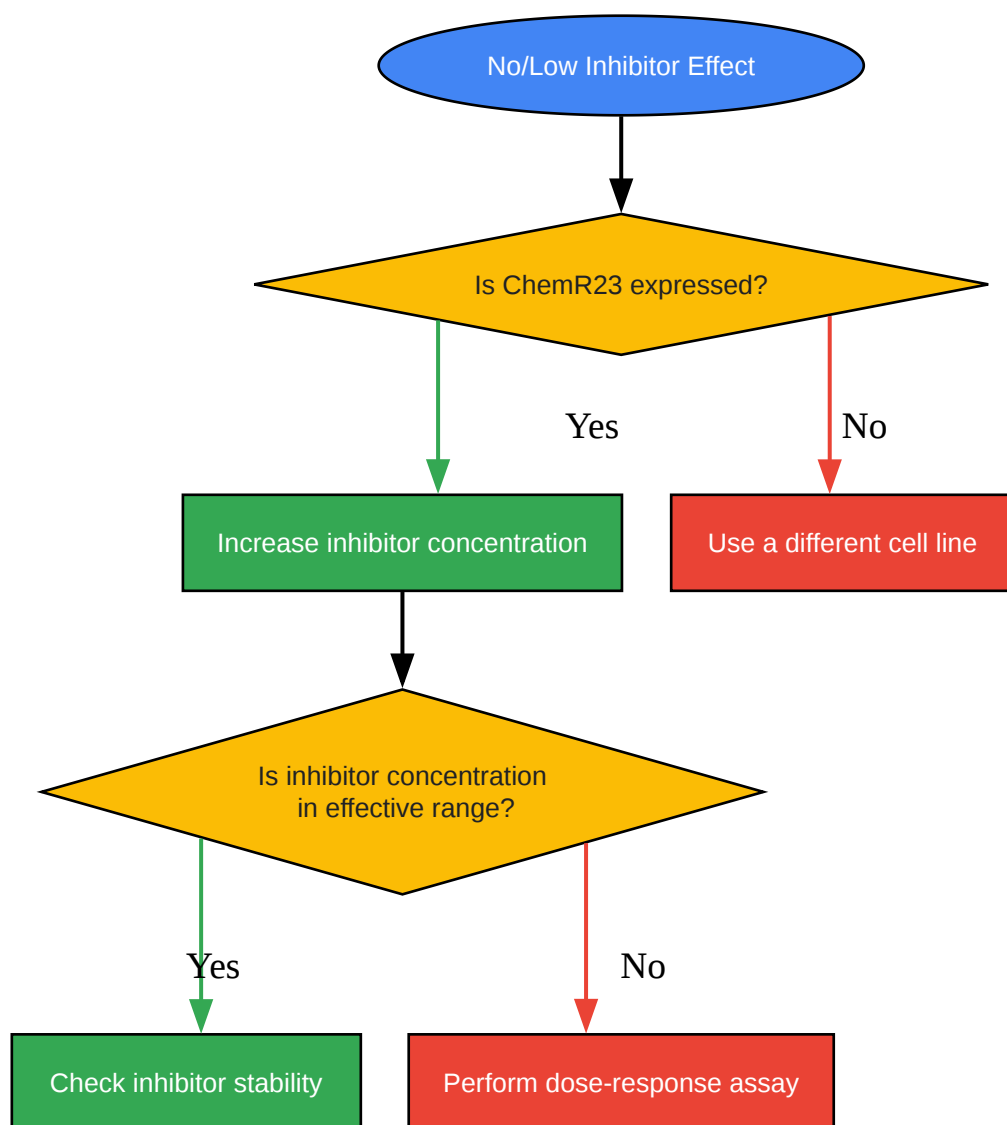 No/Low Inhibitor Effect
Is ChemR23 expressed?
Yes
No
Increase inhibitor concentration
Use a different cell line
Is inhibitor concentration
in effective range?
Yes
No
Check inhibitor stability
Perform dose-response assay